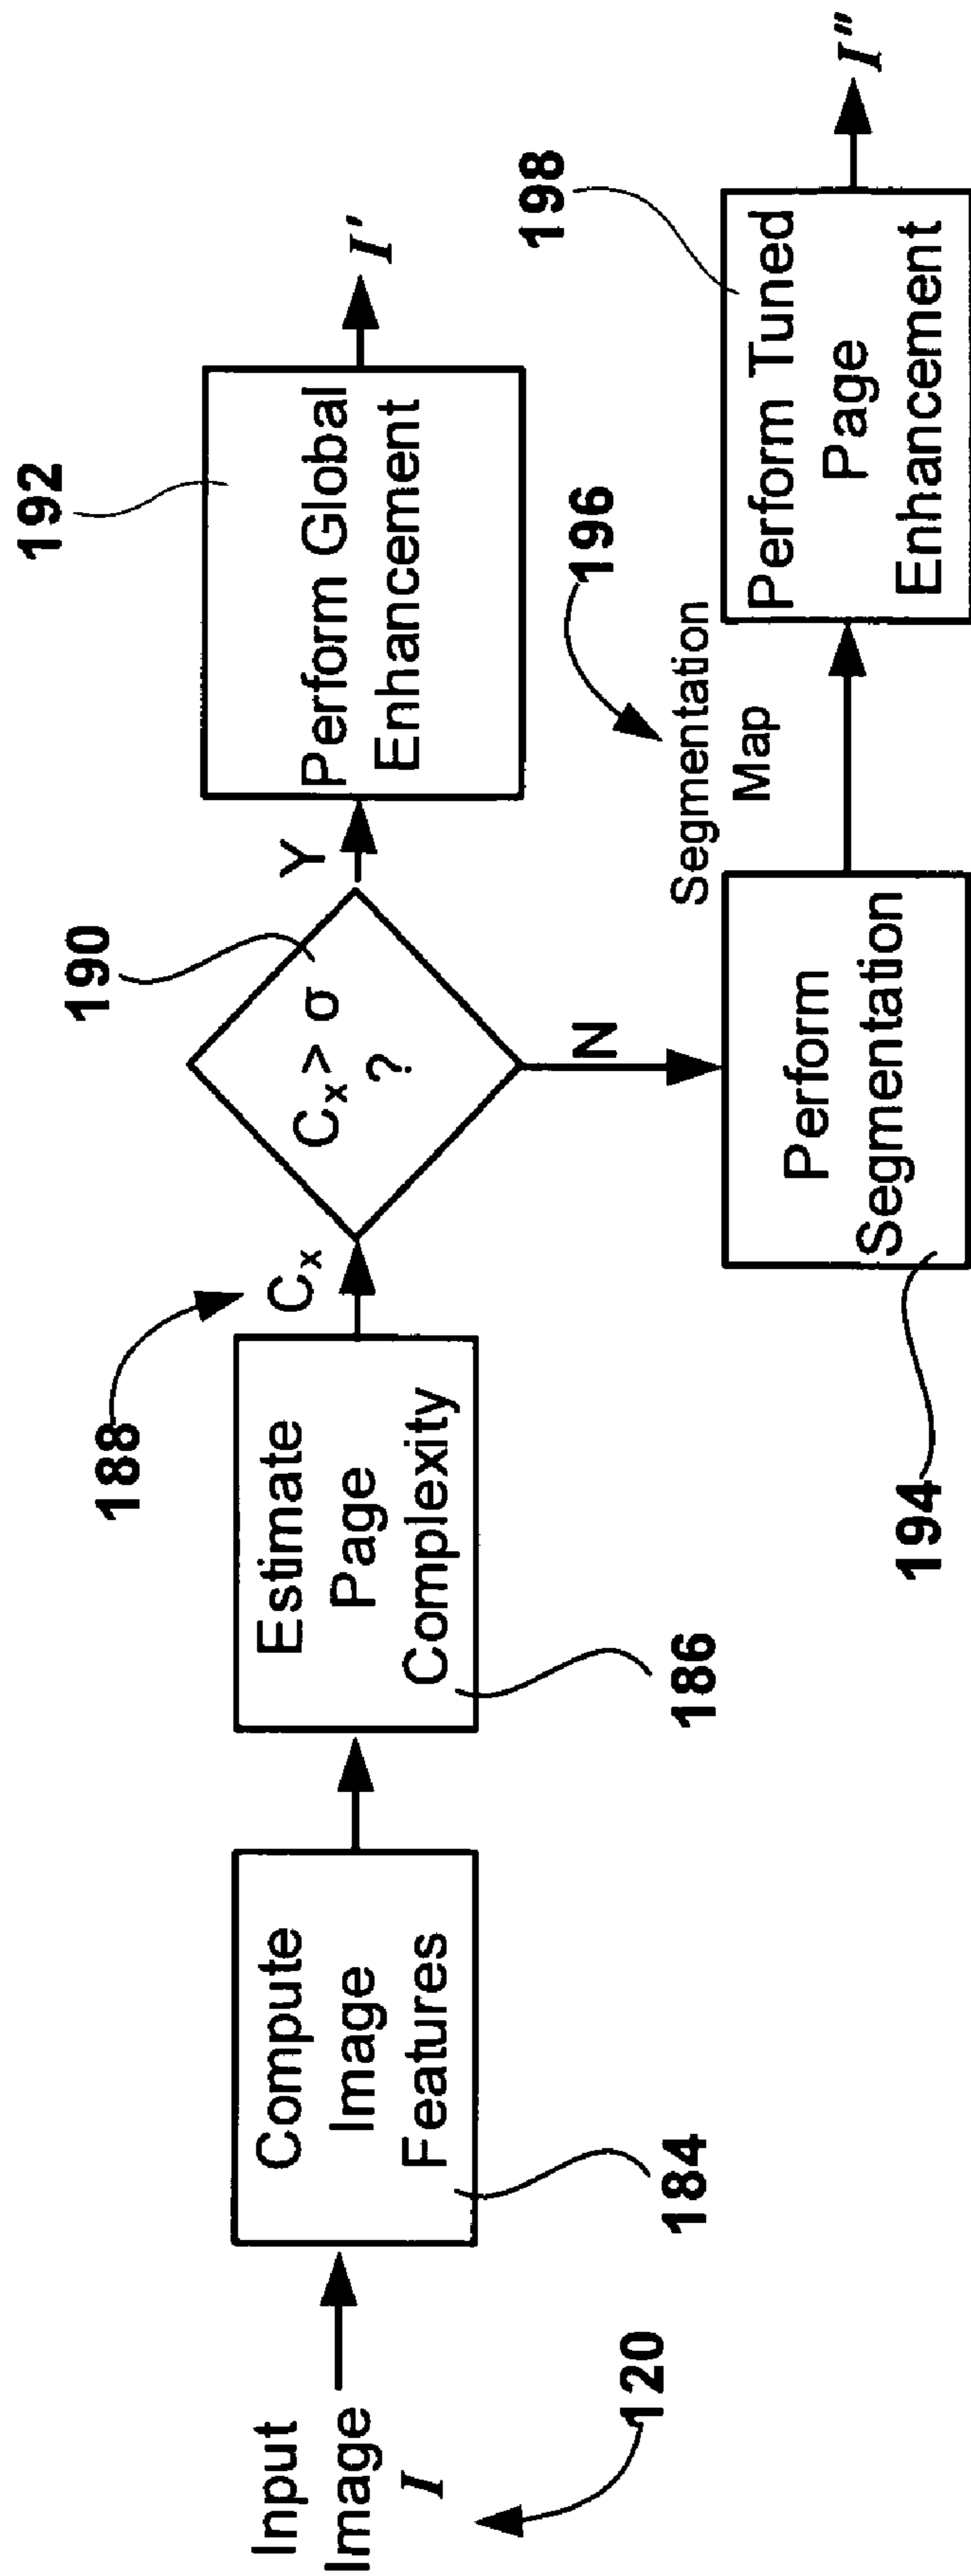 Input
Image
I
120
Compute
Image
Features
184
Estimate
Page
Complexity
186
188
Cx
Cx> σ
?
190
Y
Perform Global
Enhancement
192
I′
N
Perform
Segmentation
194
Segmentation
Map
196
Perform Tuned
Page
Enhancement
198
I″